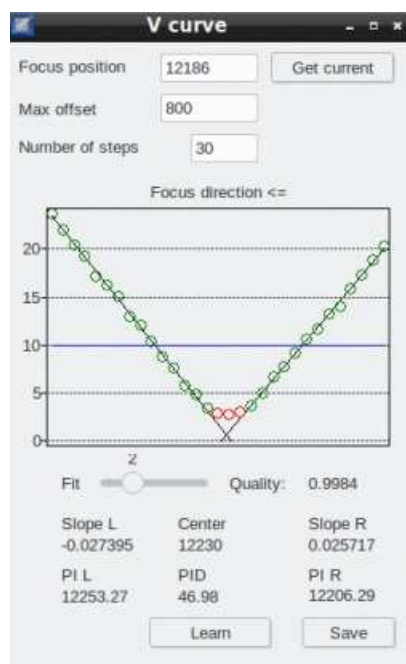 V curve
Focus position 12186 Get current
Max offset 800
Number of steps 30
Focus direction <=
20
15
10
5
0
2
Fit Quality: 0.9984
Slope L Center Slope R
-0.027395 12230 0.025717
PI L PID PI R
12253.27 46.98 12206.29
Learn Save